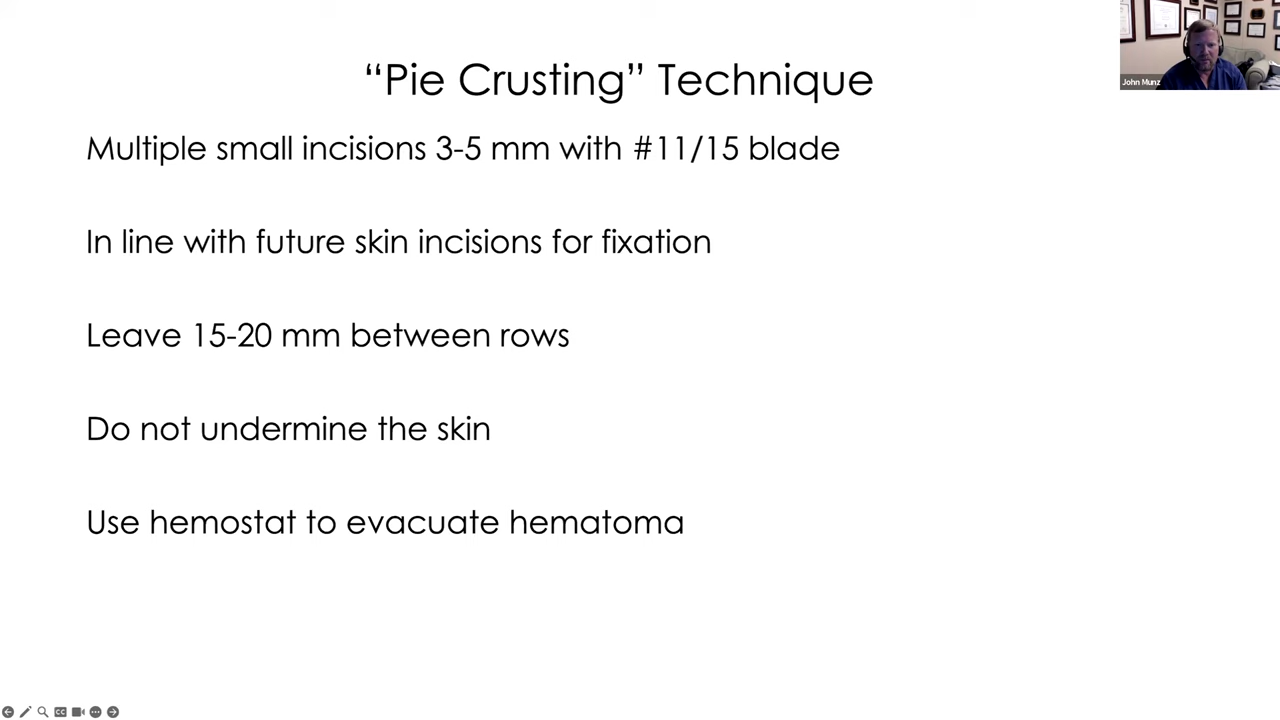 “Pie Crusting” Technique
John Munz
Multiple small incisions 3-5 mm with #11/15 blade
In line with future skin incisions for fixation
Leave 15-20 mm between rows
Do not undermine the skin
Use hemostat to evacuate hematoma
CC